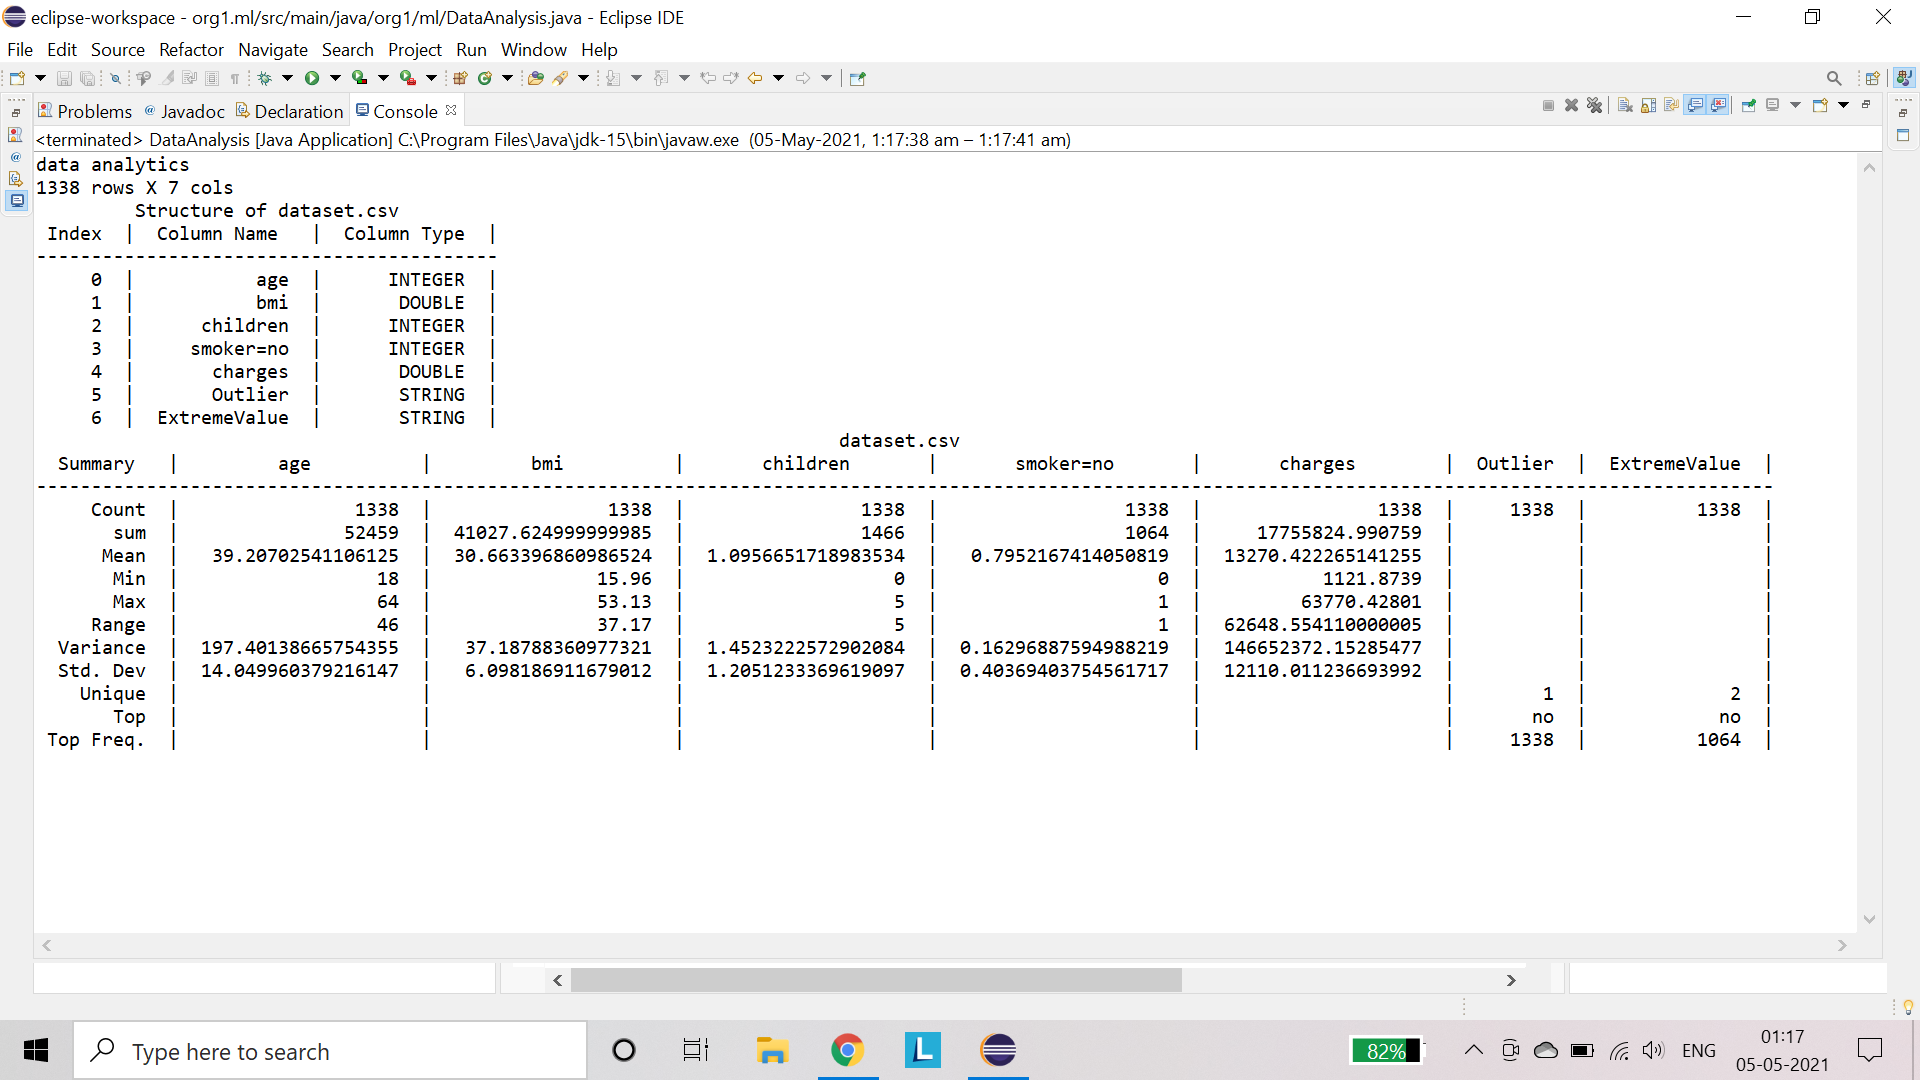 eclipse-workspace - org1.ml/src/main/java/org1/ml/DataAnalysis.java - Eclipse IDE
File Edit Source Refactor Navigate Search Project Run Window Help
Problems @ Javadoc Declaration Console
<terminated> DataAnalysis [Java Application] C:\Program Files\Java\jdk-15\bin\javaw.exe (05-May-2021, 1:17:38 am – 1:17:41 am)
data analytics
1338 rows X 7 cols
Structure of dataset.csv
Index | Column Name | Column Type |
------------------------------------------
0 | age | INTEGER |
1 | bmi | DOUBLE |
2 | children | INTEGER |
3 | smoker=no | INTEGER |
4 | charges | DOUBLE |
5 | Outlier | STRING |
6 | ExtremeValue | STRING |
dataset.csv
Summary | age | bmi | children | smoker=no | charges | Outlier | ExtremeValue |
--------------------------------------------------------------------------------------------------------------------------------------------------------------
Count | 1338 | 1338 | 1338 | 1338 | 1338 | 1338 | 1338 |
sum | 52459 | 41027.624999999985 | 1466 | 1064 | 17755824.990759 | | |
Mean | 39.20702541106125 | 30.663396860986524 | 1.0956651718983534 | 0.7952167414050819 | 13270.422265141255 | | |
Min | 18 | 15.96 | 0 | 0 | 1121.8739 | | |
Max | 64 | 53.13 | 5 | 1 | 63770.42801 | | |
Range | 46 | 37.17 | 5 | 1 | 62648.554110000005 | | |
Variance | 197.40138665754355 | 37.18788360977321 | 1.4523222572902084 | 0.16296887594988219 | 146652372.15285477 | | |
Std. Dev | 14.049960379216147 | 6.098186911679012 | 1.2051233369619097 | 0.40369403754561717 | 12110.011236693992 | | |
Unique | | | | | | 1 | 2 |
Top | | | | | | no | no |
Top Freq. | | | | | | 1338 | 1064 |
Type here to search
L
82%
ENG
01:17
05-05-2021